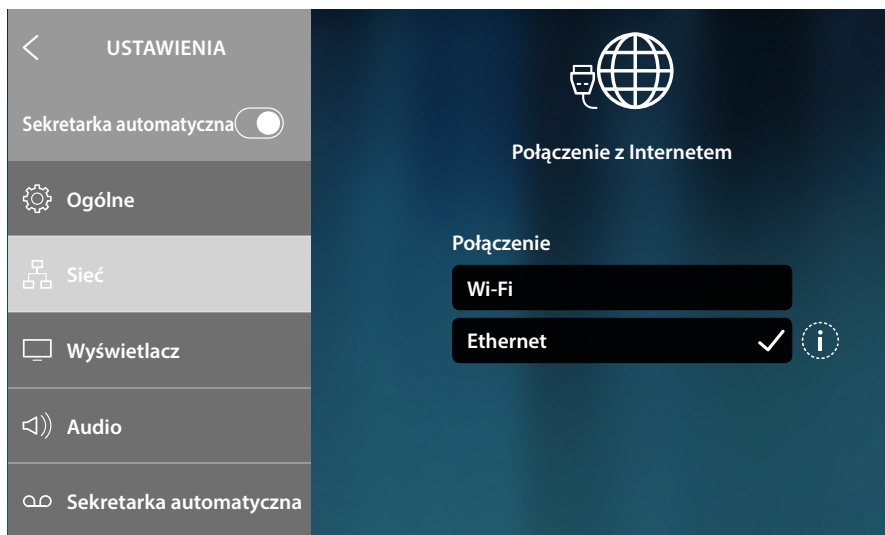 USTAWIENIA
Sekretarka automatyczna
Ogólne
Sieć
Wyświetlacz
Audio
Sekretarka automatyczna
Połączenie z Internetem
Połączenie
Wi-Fi
Ethernet